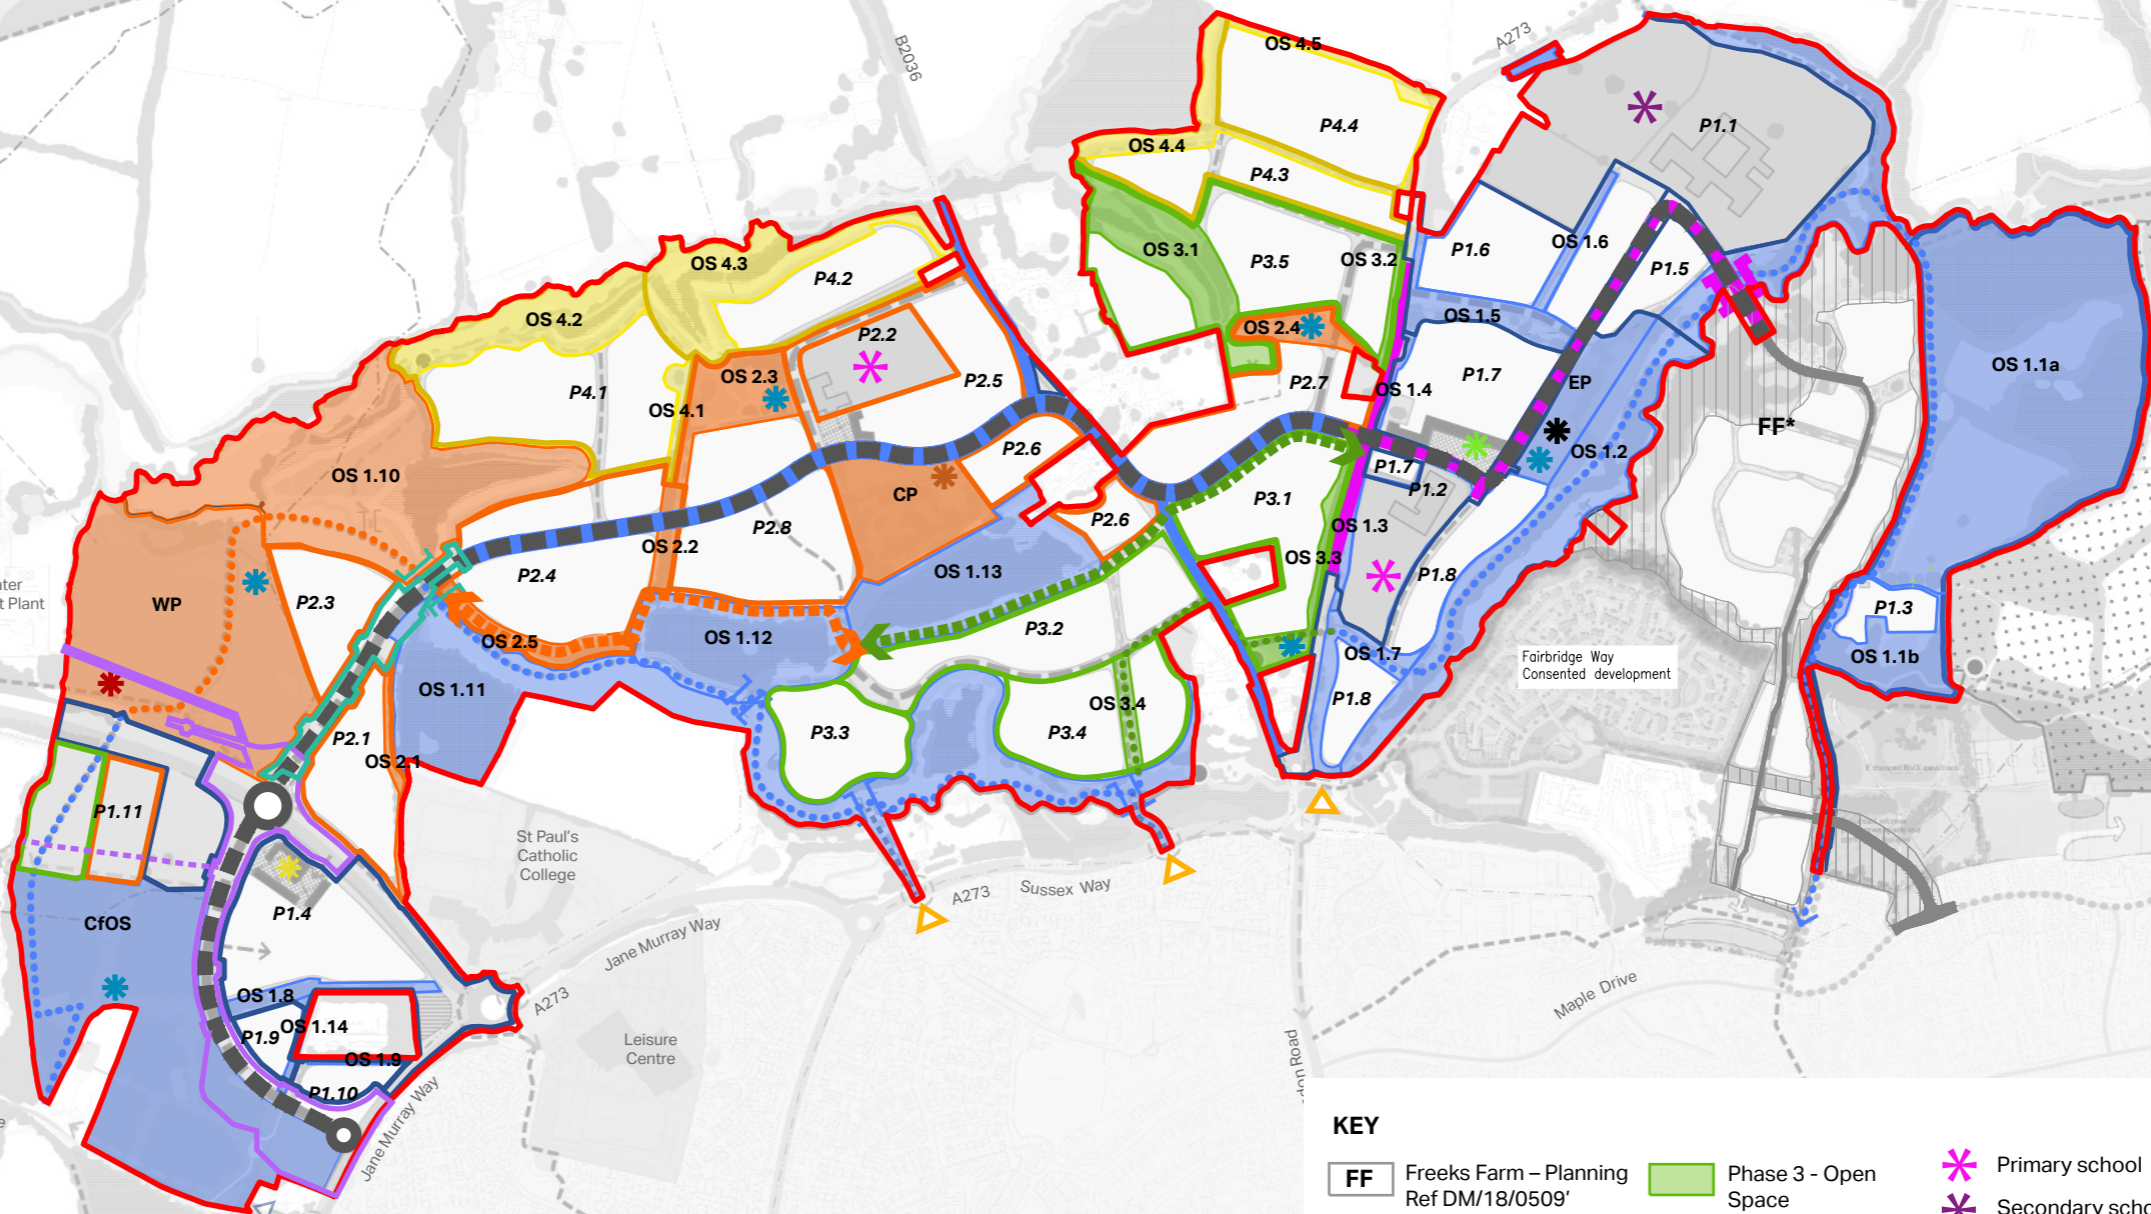 B2036
A273
OS 4.5
P4.4
P1.1
OS 4.4
P4.3
OS 3.1
P3.5
OS 3.2
P1.6
OS 1.6
P1.5
OS 4.3
P4.2
OS 4.2
OS 1.5
OS 2.4
P2.2
OS 2.3
P2.5
P2.7
OS 1.4
P1.7
EP
OS 1.1a
P4.1
OS 4.1
FF*
OS 1.2
P2.6
OS 1.10
CP
P1.7
P1.2
P3.1
P2.8
P2.6
OS 1.3
OS 2.2
OS 3.3
P2.4
OS 1.13
P1.8
WP
P2.3
P1.3
OS 2.5
OS 1.12
P3.2
OS 1.7
OS 1.1b
Fairbridge Way
Consented development
OS 1.11
P1.8
OS 3.4
P3.3
P3.4
P2.1
OS 2.1
P1.11
St Paul's
Catholic
College
A273
Sussex Way
P1.4
CfOS
Jane Murray Way
OS 1.8
A273
Maple Drive
OS 1.14
P1.9
OS 1.9
Leisure
Centre
P1.10
Jane Murray Way
Road
t Plant
KEY
FF
Freeks Farm – Planning
Ref DM/18/0509'
Phase 3 - Open
Space
Primary school
Secondary scho